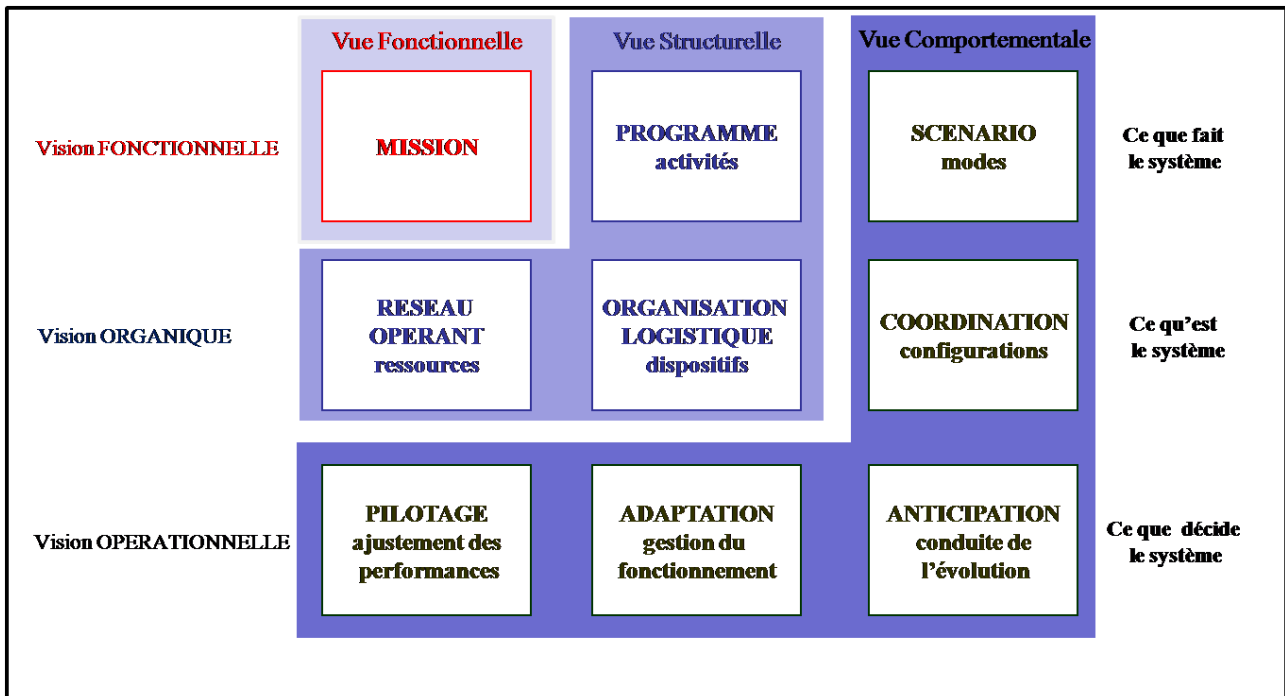 Vue Fonctionnelle
Vue Structurelle
Vue Comportementale
Vision FONCTIONNELLE
MISSION
PROGRAMME
activités
SCENARIO
modes
Ce que fait
le système
Vision ORGANIQUE
RESEAU
OPERANT
ressources
ORGANISATION
LOGISTIQUE
dispositifs
COORDINATION
configurations
Ce qu’est
le système
Vision OPERATIONNELLE
PILOTAGE
ajustement des
performances
ADAPTATION
gestion du
fonctionnement
ANTICIPATION
conduite de
l’évolution
Ce que décide
le système